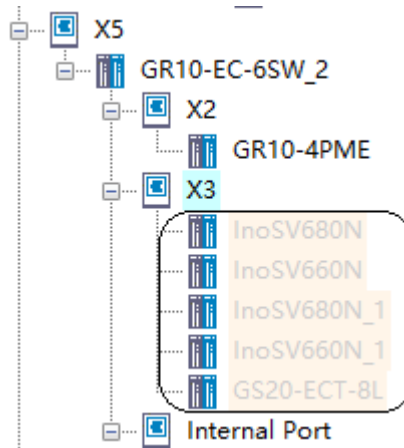 X5
GR10-EC-6SW_2
X2
GR10-4PME
X3
InoSV680N
InoSV660N
InoSV680N_1
InoSV660N_1
GS20-ECT-8L
Internal Port